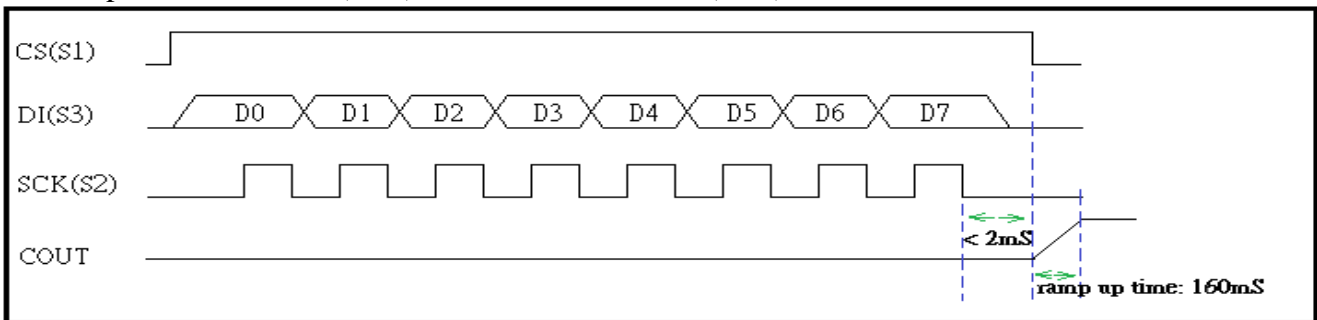 CS(S1)
DI(S3) D0 D1 D2 D3 D4 D5 D6 D7
SCK(S2)
< 2mS
COUT
ramp up time: 160mS